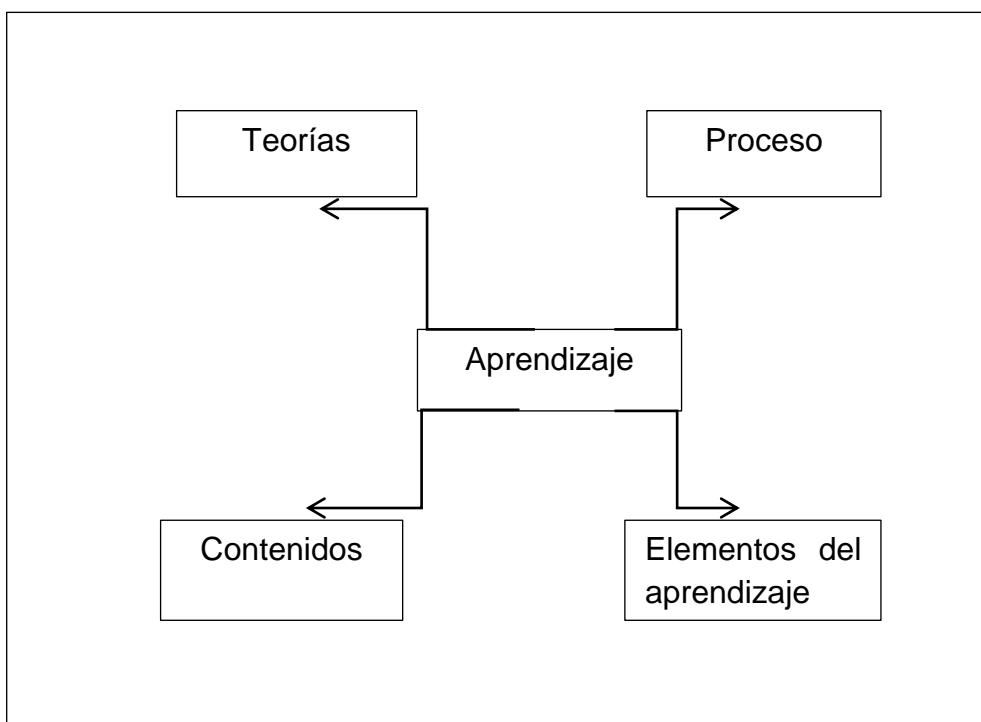 Teorías
Proceso
Aprendizaje
Contenidos
Elementos del
aprendizaje